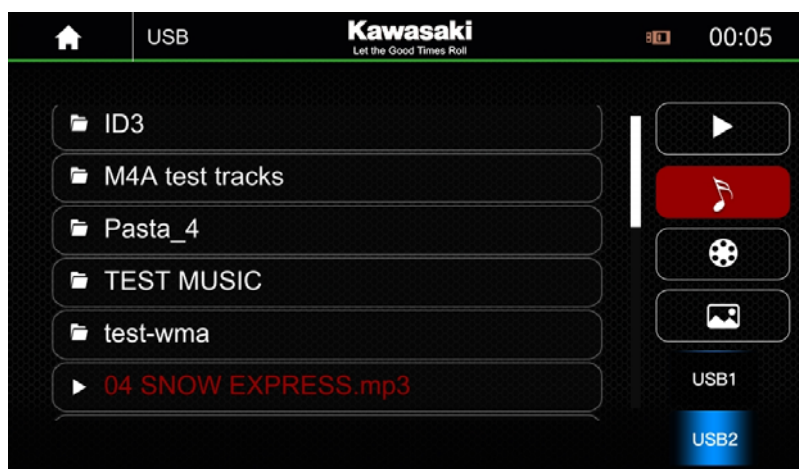 USB
Kawasaki
Let the Good Times Roll
00:05
ID3
M4A test tracks
Pasta_4
TEST MUSIC
test-wma
04 SNOW EXPRESS.mp3
USB1
USB2